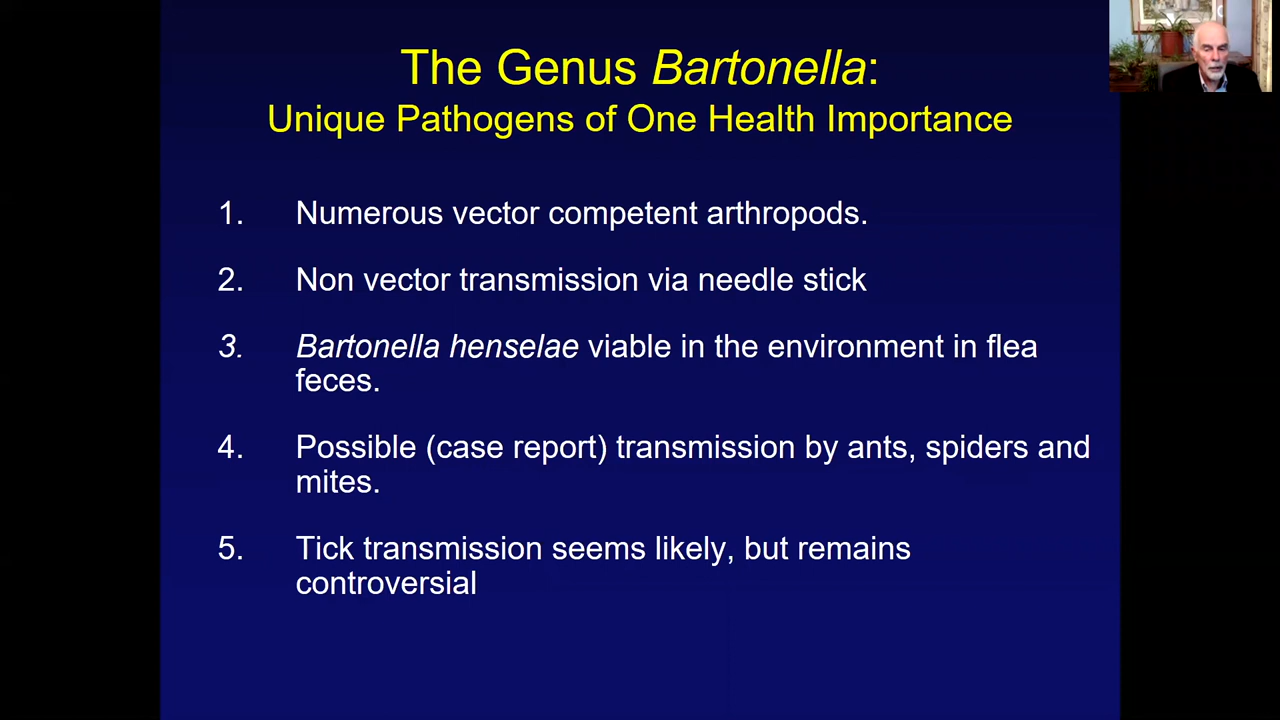 The Genus Bartonella:
Unique Pathogens of One Health Importance
1. Numerous vector competent arthropods.
2. Non vector transmission via needle stick
3. Bartonella henselae viable in the environment in flea
feces.
4. Possible (case report) transmission by ants, spiders and
mites.
5. Tick transmission seems likely, but remains
controversial